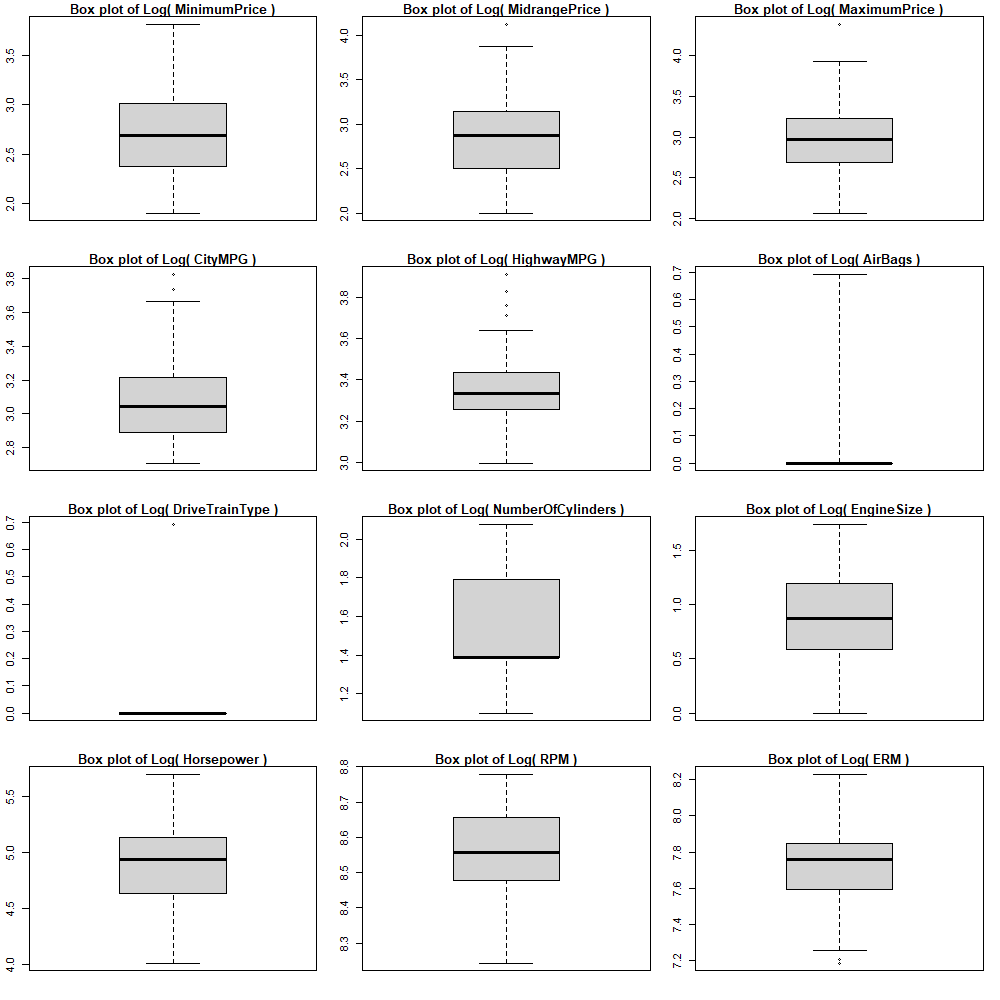 Box plot of Log( MinimumPrice )
2.0 2.5 3.0 3.5
Box plot of Log( MidrangePrice )
2.0 2.5 3.0 3.5 4.0
Box plot of Log( MaximumPrice )
2.0 2.5 3.0 3.5 4.0
Box plot of Log( CityMPG )
2.8 3.0 3.2 3.4 3.6 3.8
Box plot of Log( HighwayMPG )
3.0 3.2 3.4 3.6 3.8
Box plot of Log( AirBags )
0.0 0.1 0.2 0.3 0.4 0.5 0.6 0.7
Box plot of Log( DriveTrainType )
0.0 0.1 0.2 0.3 0.4 0.5 0.6 0.7
Box plot of Log( NumberOfCylinders )
1.2 1.4 1.6 1.8 2.0
Box plot of Log( EngineSize )
0.0 0.5 1.0 1.5
Box plot of Log( Horsepower )
4.0 4.5 5.0 5.5
Box plot of Log( RPM )
8.3 8.4 8.5 8.6 8.7 8.8
Box plot of Log( ERM )
7.2 7.4 7.6 7.8 8.0 8.2